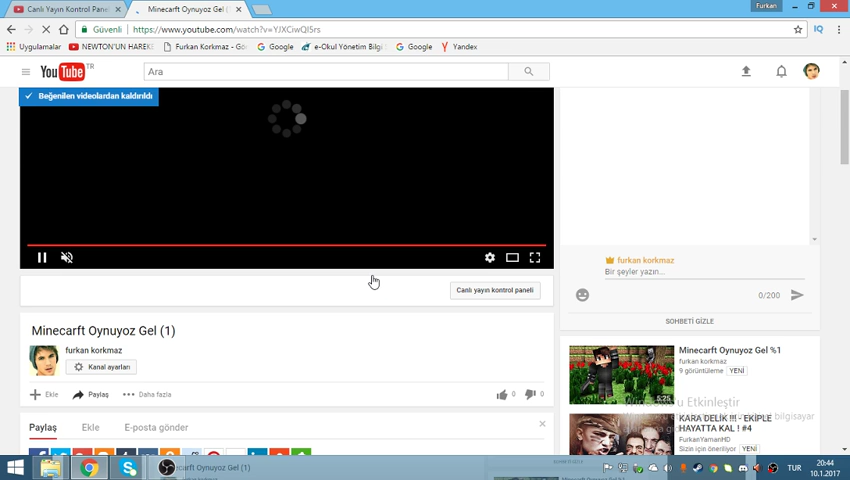 Canlı Yayın Kontrol Panel
Minecarft Oynuyoz Gel (
Furkan
Güvenli
https://www.youtube.com/watch?v=YJXCiwQISrs
Uygulamalar
NEWTON'UN HAREKE
Furkan Korkmaz - Gö
Google
e-Okul Yönetim Bilgi S
Google
Yandex
YouTube TR
Ara
Beğenilen videolardan kaldırıldı
furkan korkmaz
Bir şeyler yazın...
0/200
SOHBETİ GİZLE
Canlı yayın kontrol paneli
Minecarft Oynuyoz Gel (1)
furkan korkmaz
Kanal ayarları
Ekle
Paylaş
Daha fazla
0
0
Paylaş
Ekle
E-posta gönder
Minecarft Oynuyoz Gel %1
furkan korkmaz
9 görüntüleme
YENİ
5:25
KARA DELİK !!! - EKİPLE
HAYATTA KAL ! #4
FurkanYamanHD
Sizin için öneriliyor
YENİ
Windows'u Etkinleştir
bilgisayar
Minecarft Oynuyoz Gel (1)
TUR
20:44
10.1.2017